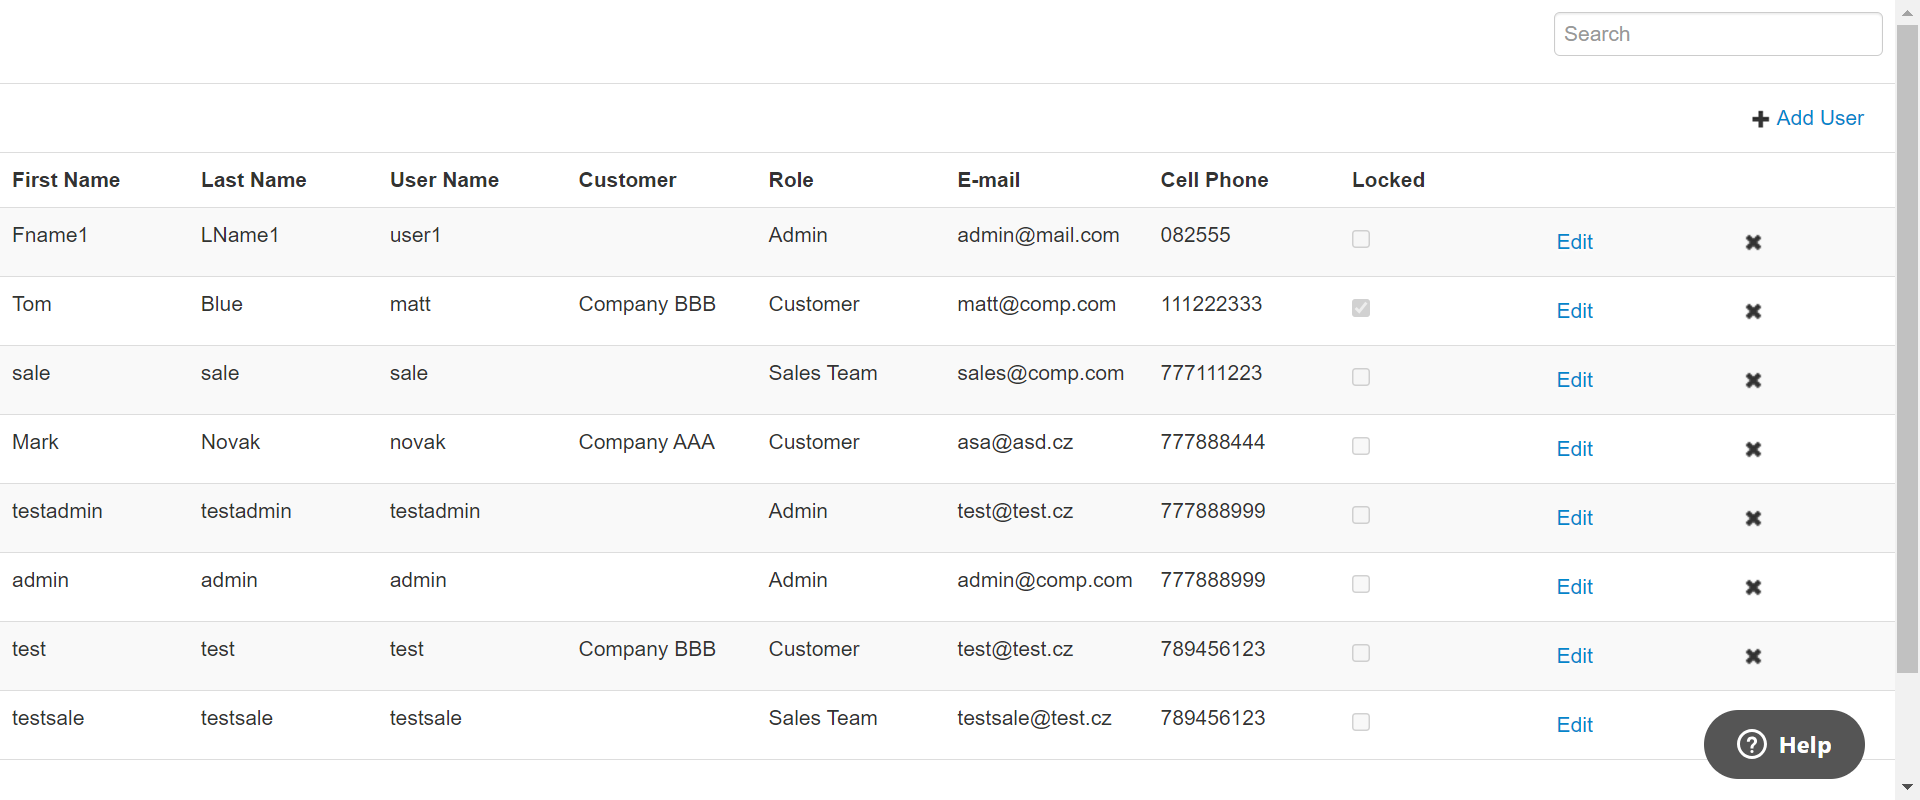 Search
Add User
First Name Last Name User Name Customer Role E-mail Cell Phone Locked
Fname1 LName1 user1 Admin admin@mail.com 082555 Edit
Tom Blue matt Company BBB Customer matt@comp.com 111222333 Edit
sale sale sale Sales Team sales@comp.com 777111223 Edit
Mark Novak novak Company AAA Customer asa@asd.cz 777888444 Edit
testadmin testadmin testadmin Admin test@test.cz 777888999 Edit
admin admin admin Admin admin@comp.com 777888999 Edit
test test test Company BBB Customer test@test.cz 789456123 Edit
testsale testsale testsale Sales Team testsale@test.cz 789456123 Edit
Help